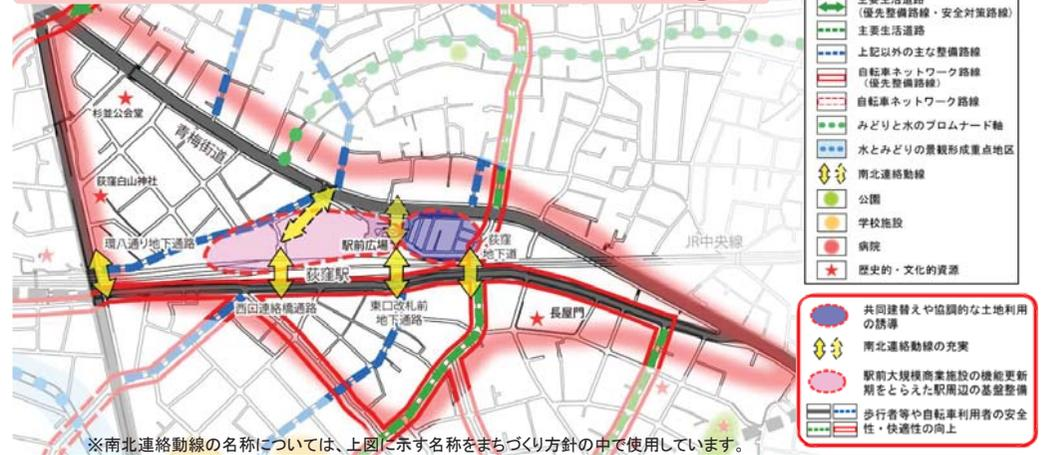 杉並公会堂
青梅街道
荻窪白山神社
環八通り地下通路
駅前広場
荻窪
地下道
JR中央線
荻窪駅
西口連絡橋通路
東口改札前
地下通路
長屋門
※南北連絡動線の名称については、上図に示す名称をまちづくり方針の中で使用しています。
主要生活道路
(優先整備路線・安全対策路線)
主要生活道路
上記以外の主な整備路線
自転車ネットワーク路線
(優先整備路線)
自転車ネットワーク路線
みどりと水のプロムナード軸
水とみどりの景観形成重点地区
南北連絡動線
公園
学校施設
病院
歴史的・文化的資源
共同建替えや協調的な土地利用
の誘導
南北連絡動線の充実
駅前大規模商業施設の機能更新
期をとらえた駅周辺の基盤整備
歩行者等や自転車利用者の安全
性・快適性の向上